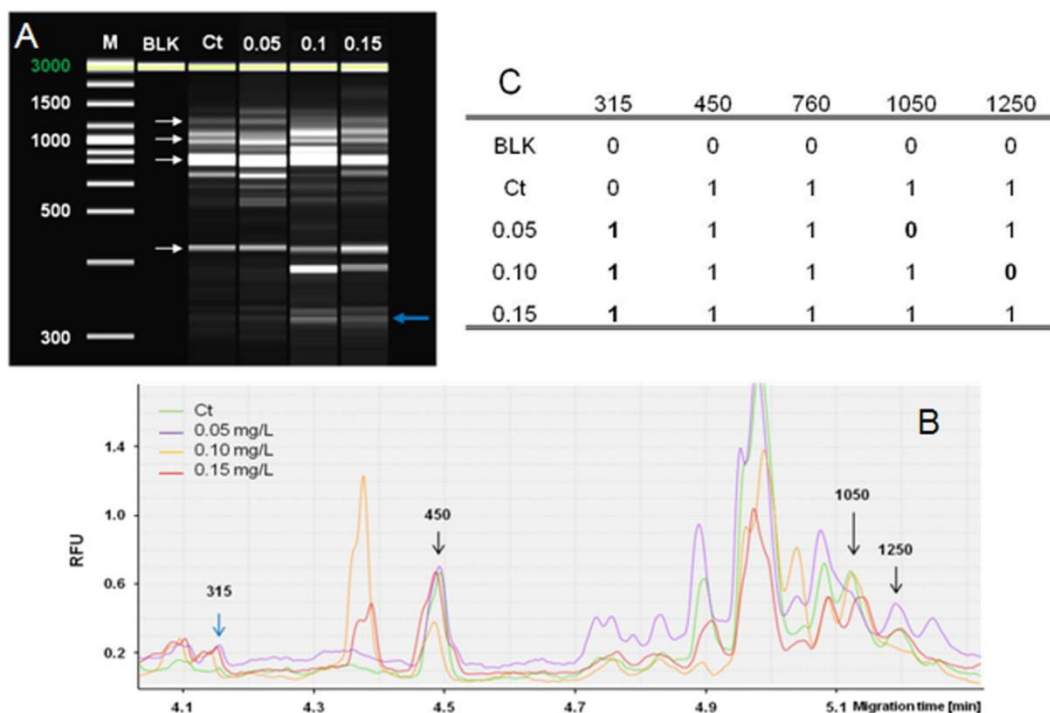 A
M BLK Ct 0.05 0.1 0.15
3000
1500
1000
500
300
C
315 450 760 1050 1250
BLK 0 0 0 0 0
Ct 0 1 1 1 1
0.05 1 1 1 0 1
0.10 1 1 1 1 0
0.15 1 1 1 1 1
B
Ct
0.05 mg/L
0.10 mg/L
0.15 mg/L
RFU
1.4
1.0
0.6
0.2
315
450
1050
1250
4.1 4.3 4.5 4.7 4.9 5.1 Migration time [min]